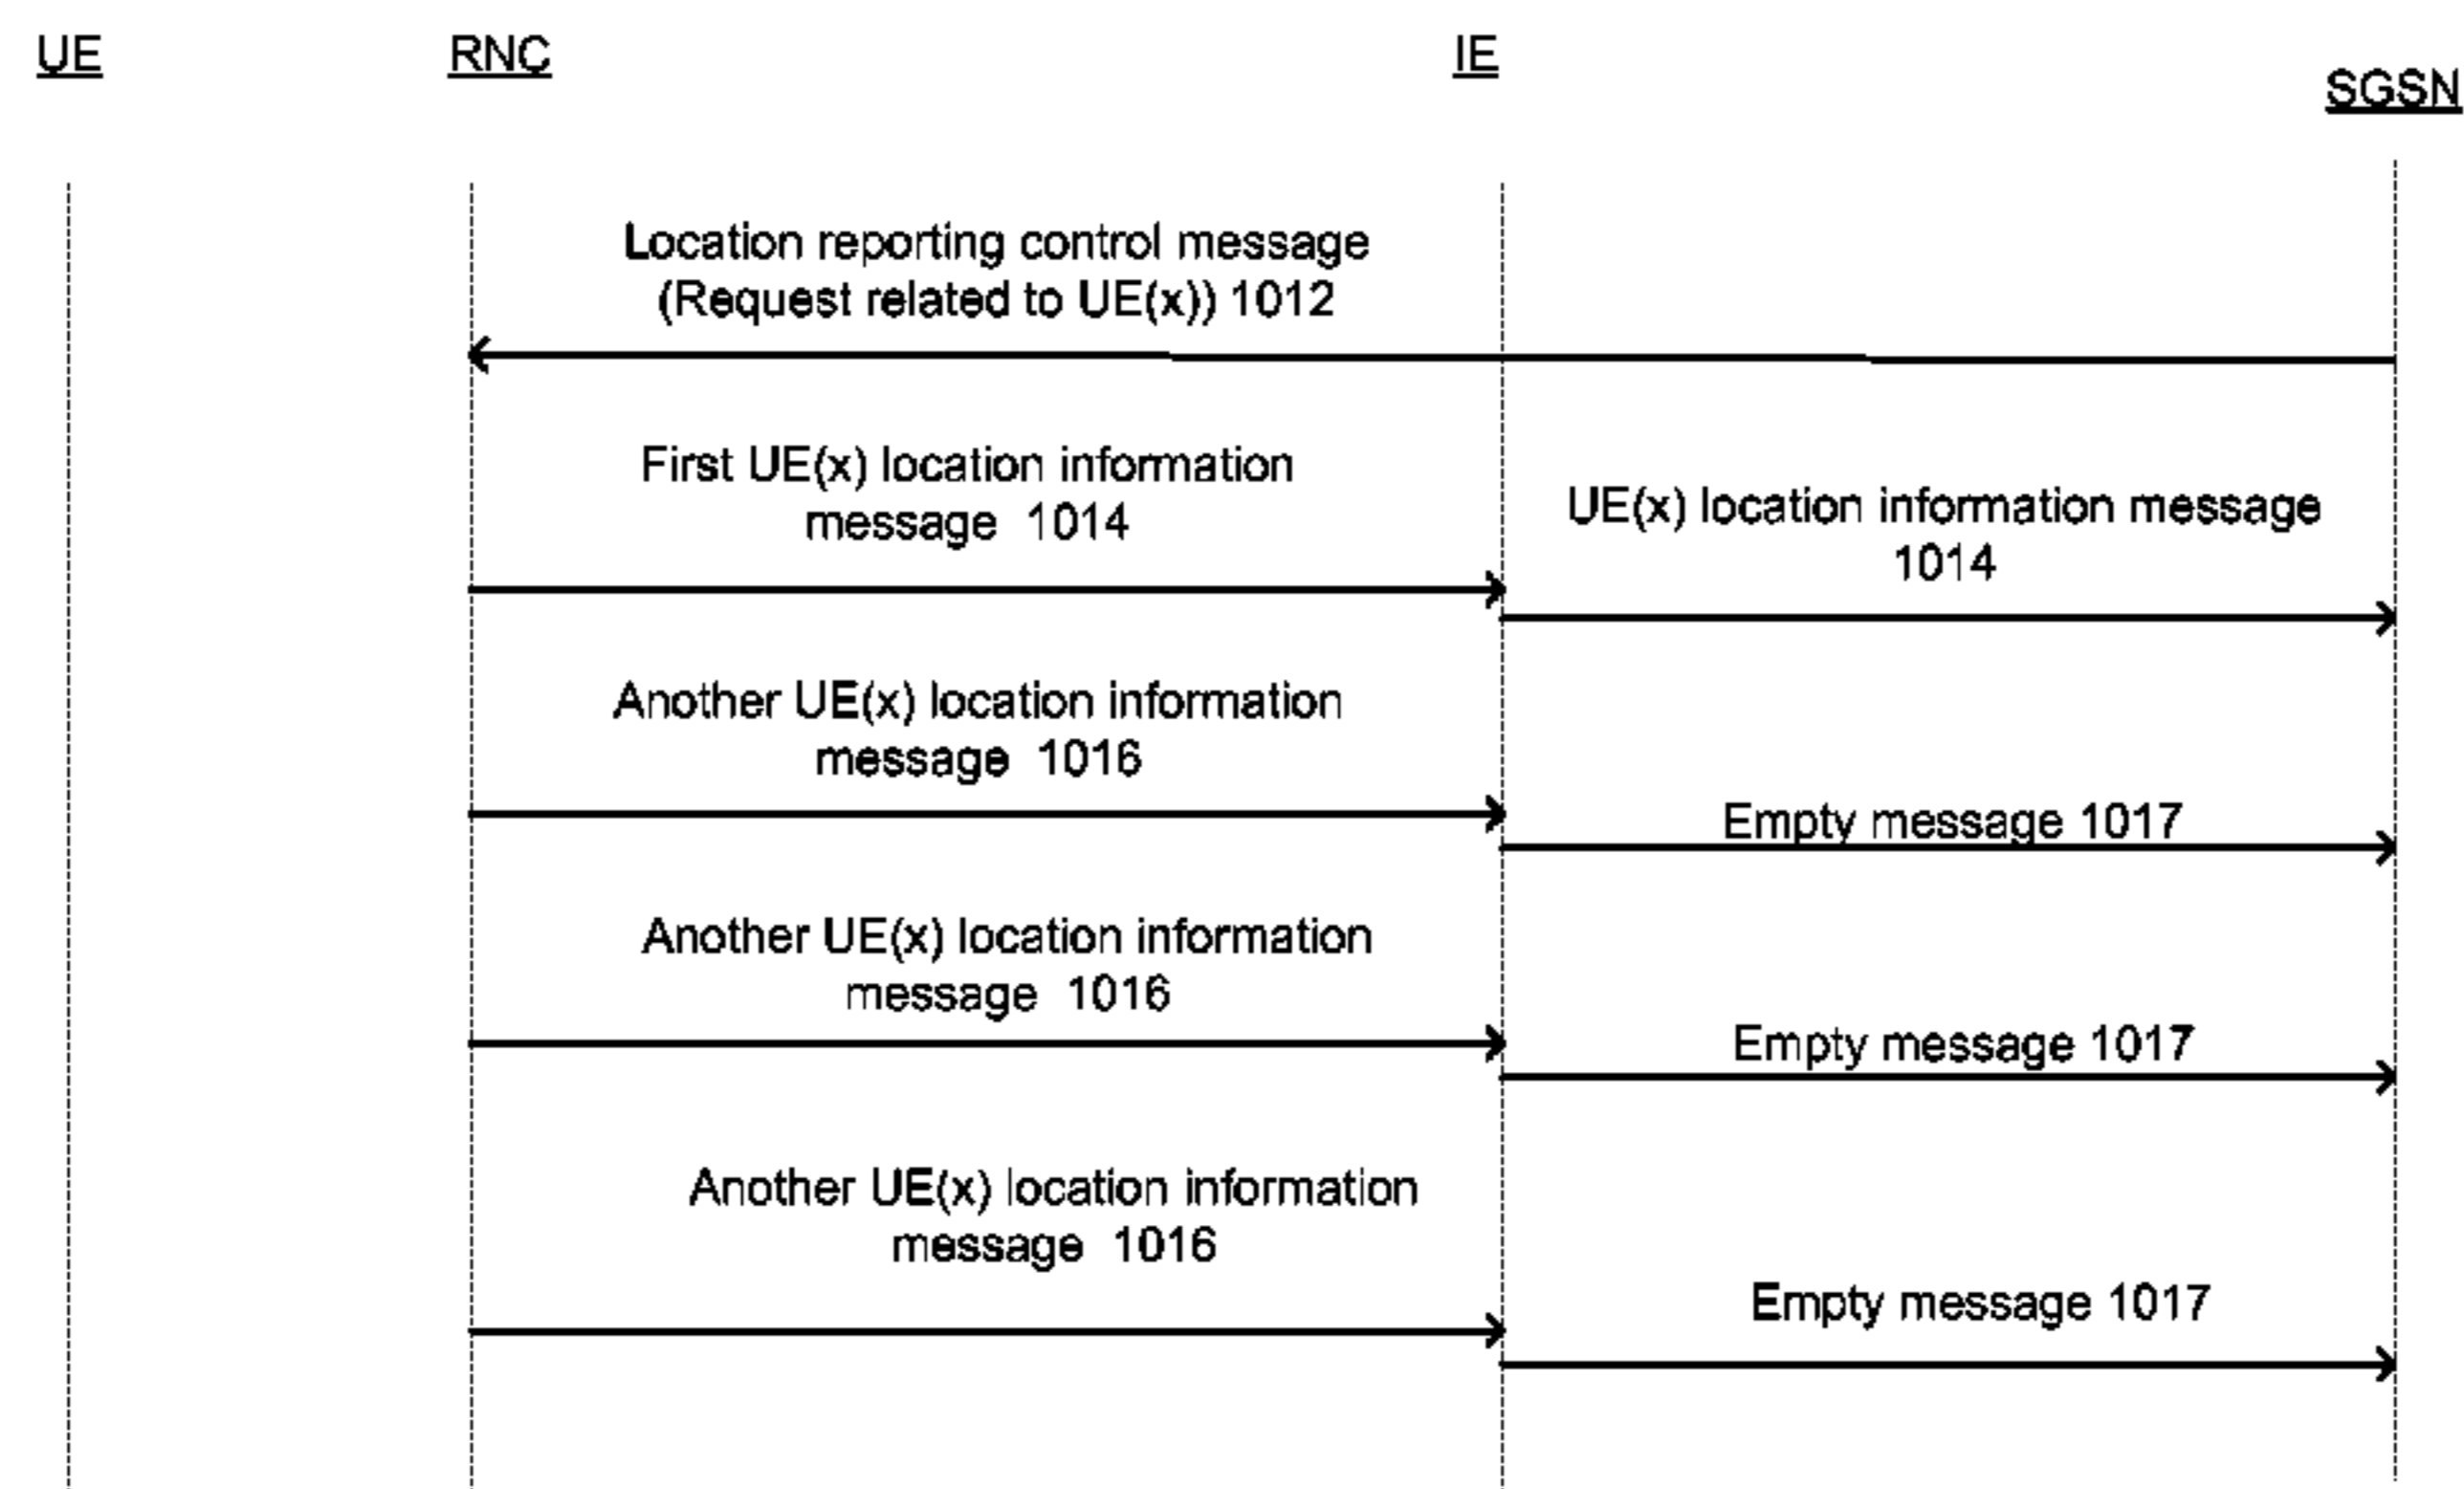 UE
RNC
IE
SGSN
Location reporting control message
(Request related to UE(x)) 1012
First UE(x) location information
message 1014
UE(x) location information message
1014
Another UE(x) location information
message 1016
Empty message 1017
Another UE(x) location information
message 1016
Empty message 1017
Another UE(x) location information
message 1016
Empty message 1017